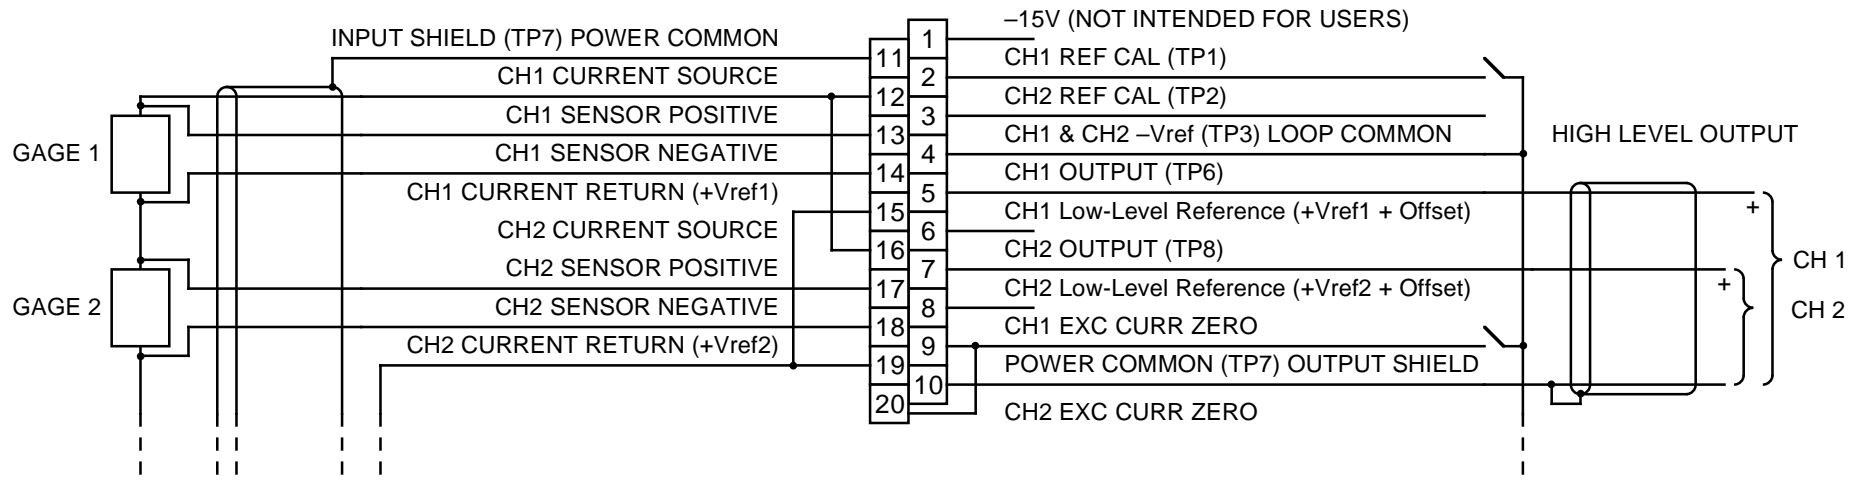 INPUT SHIELD (TP7) POWER COMMON
CH1 CURRENT SOURCE
CH1 SENSOR POSITIVE
GAGE 1
CH1 SENSOR NEGATIVE
CH1 CURRENT RETURN (+Vref1)
CH2 CURRENT SOURCE
CH2 SENSOR POSITIVE
GAGE 2
CH2 SENSOR NEGATIVE
CH2 CURRENT RETURN (+Vref2)
11
12
13
14
15
16
17
18
19
20
1
2
3
4
5
6
7
8
9
10
–15V (NOT INTENDED FOR USERS)
CH1 REF CAL (TP1)
CH2 REF CAL (TP2)
CH1 & CH2 –Vref (TP3) LOOP COMMON
CH1 OUTPUT (TP6)
CH1 Low-Level Reference (+Vref1 + Offset)
CH2 OUTPUT (TP8)
CH2 Low-Level Reference (+Vref2 + Offset)
CH1 EXC CURR ZERO
POWER COMMON (TP7) OUTPUT SHIELD
CH2 EXC CURR ZERO
HIGH LEVEL OUTPUT
+
+
CH 1
CH 2